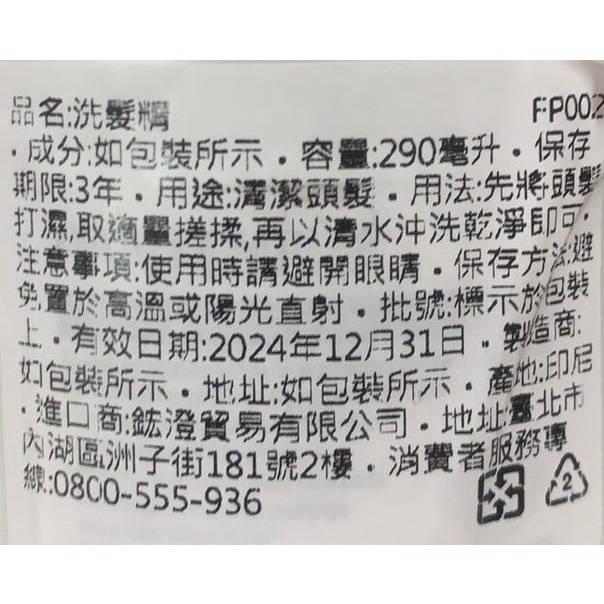 品名:洗髮精 FP002
．成分:如包裝所示．容量:290毫升．保存
期限:3年．用途:清潔頭髮．用法:先將頭髮
打濕,取適量搓揉,再以清水沖洗乾淨即可．
注意事項:使用時請避開眼睛．保存方法:避
免置於高溫或陽光直射．批號:標示於包裝
上．有效日期:2024年12月31日．製造商:
如包裝所示．地址:如包裝所示．產地:印尼
．進口商:鋐澄貿易有限公司．地址:臺北市
內湖區洲子街181號2樓．消費者服務專
線:0800-555-936
2